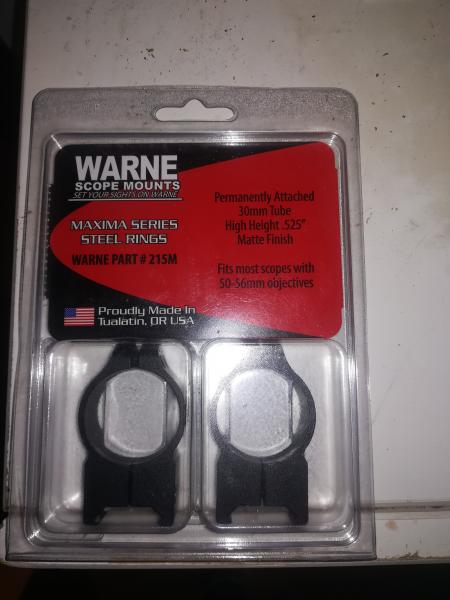 WARNE
SCOPE MOUNTS
SET YOUR SIGHTS ON WARNE
MAXIMA SERIES
STEEL RINGS
WARNE PART # 215M
Proudly Made In
Tualatin, OR USA
Permanently Attached
30mm Tube
High Height .525"
Matte Finish
Fits most scopes with
50-56mm objectives